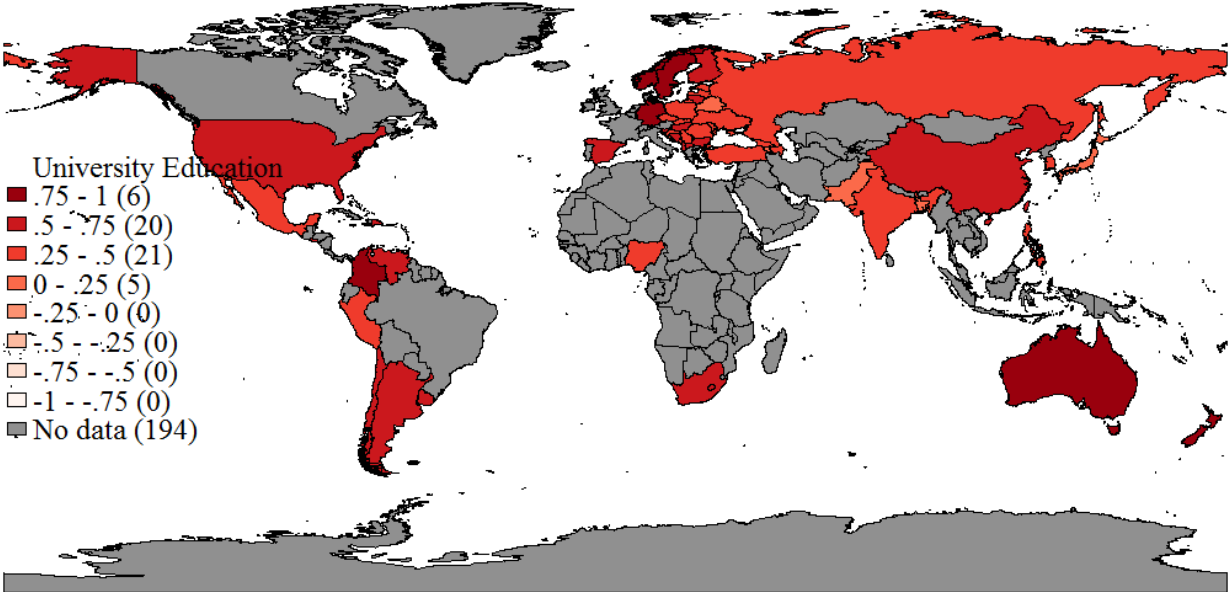 University Education
.75 - 1 (6)
.5 - .75 (20)
.25 - .5 (21)
0 - .25 (5)
-.25 - 0 (0)
-.5 - -.25 (0)
-.75 - -.5 (0)
-1 - -.75 (0)
No data (194)